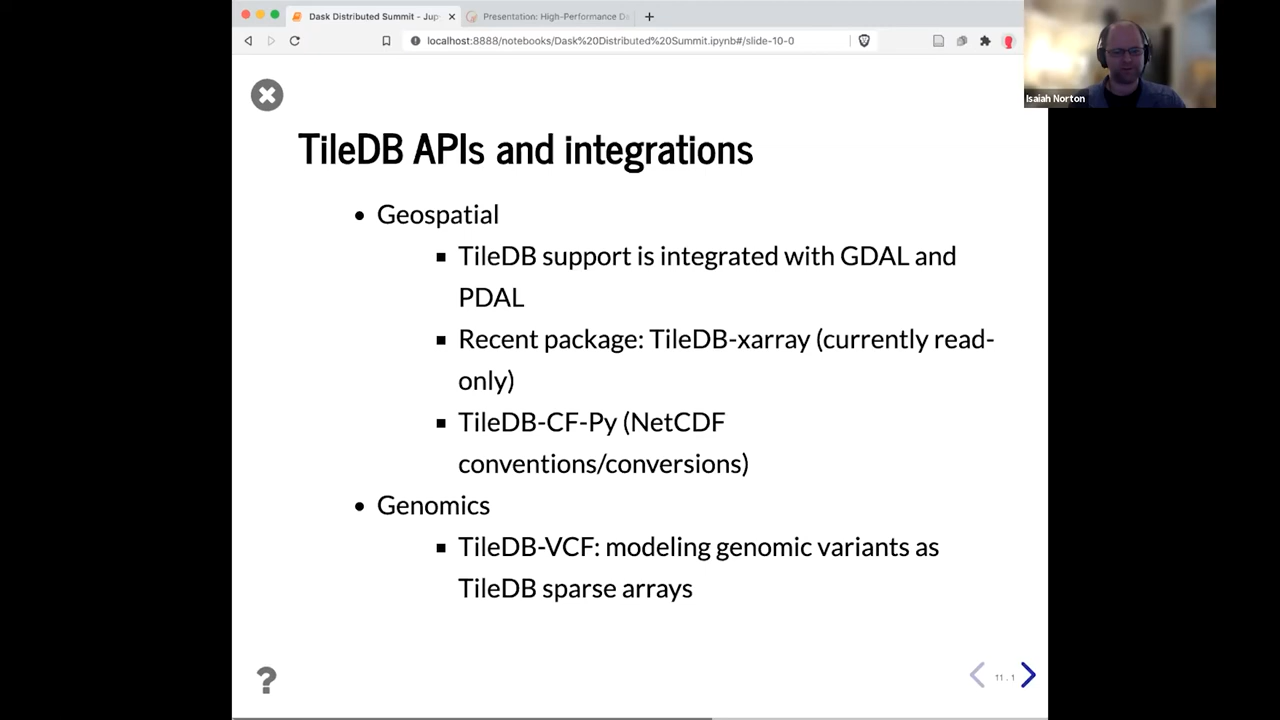 Dask Distributed Summit - Jup
Presentation: High-Performance D
localhost:8888/notebooks/Dask%20Distributed%20Summit.ipynb#/slide-10-0
Isaiah Norton
TileDB APIs and integrations
• Geospatial
▪ TileDB support is integrated with GDAL and
PDAL
▪ Recent package: TileDB-xarray (currently read-
only)
▪ TileDB-CF-Py (NetCDF
conventions/conversions)
• Genomics
▪ TileDB-VCF: modeling genomic variants as
TileDB sparse arrays
?
11 . 1